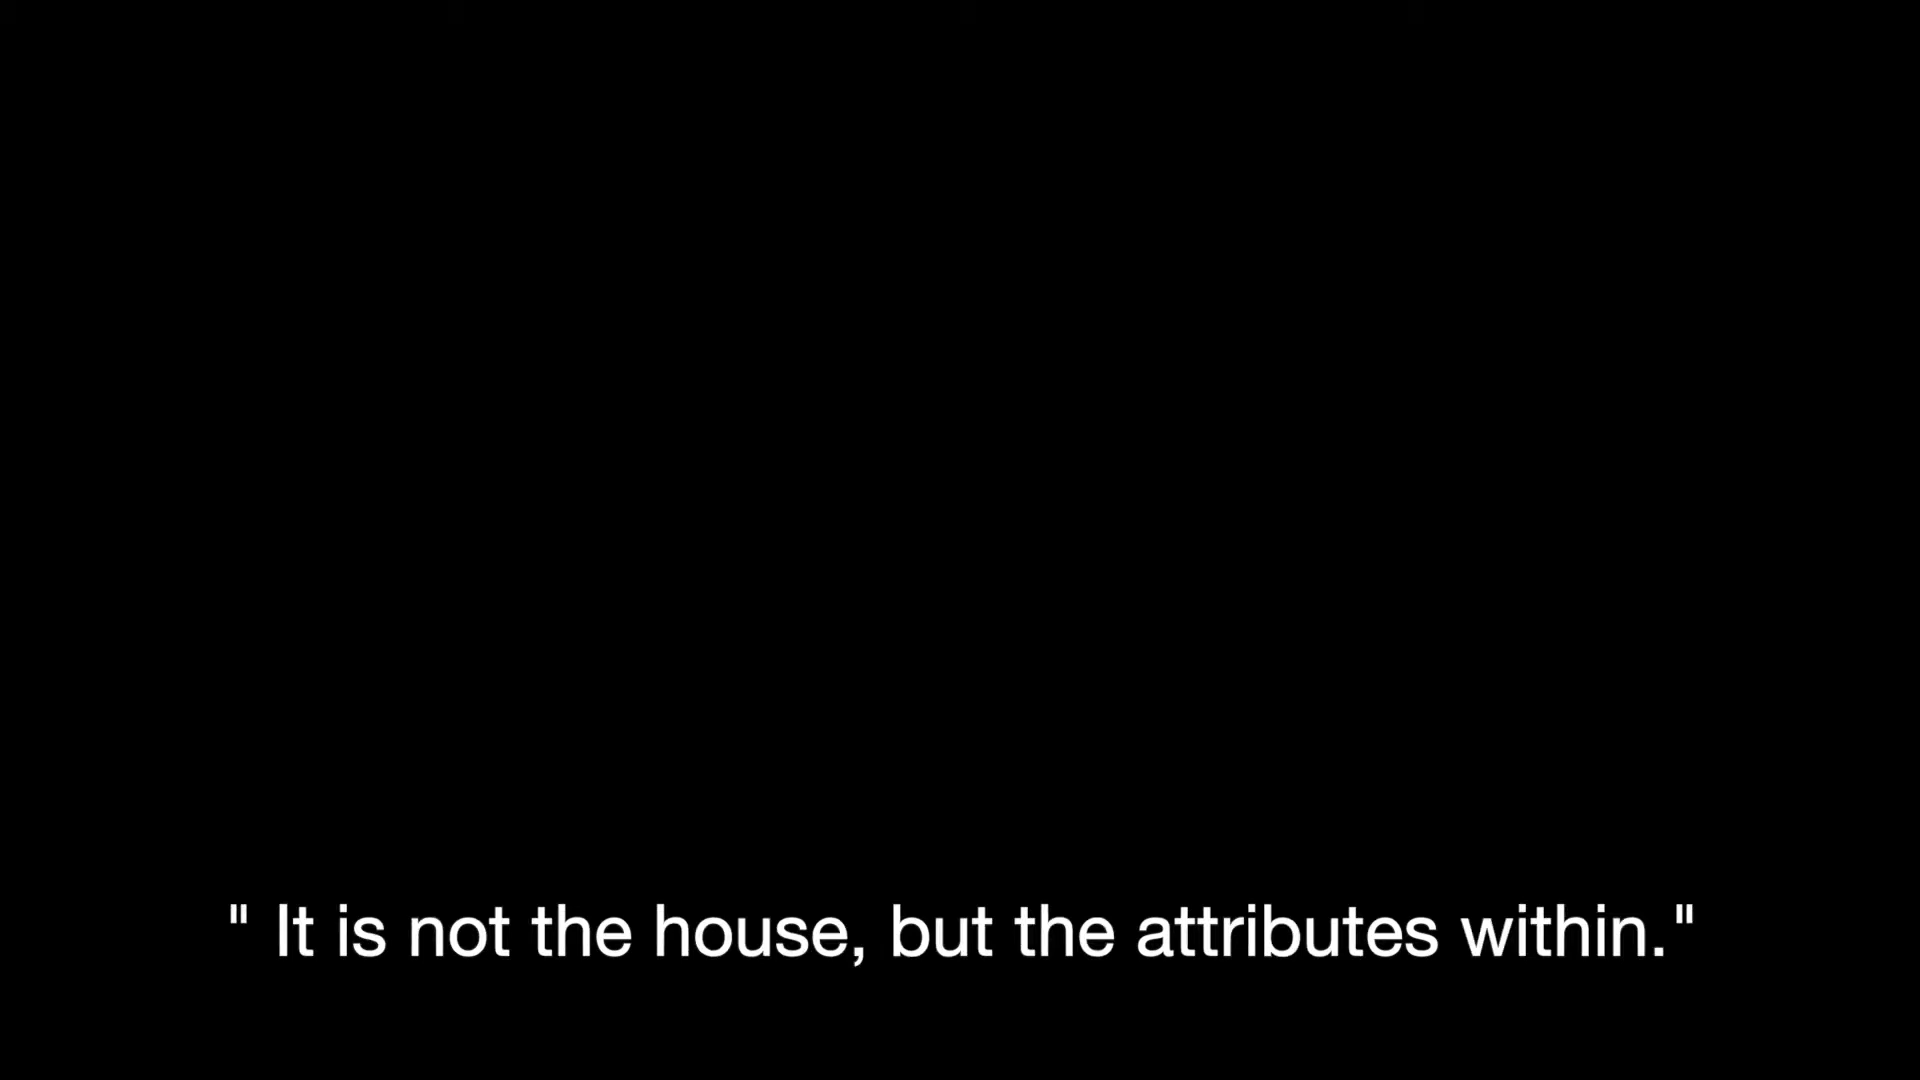 " It is not the house, but the attributes within."